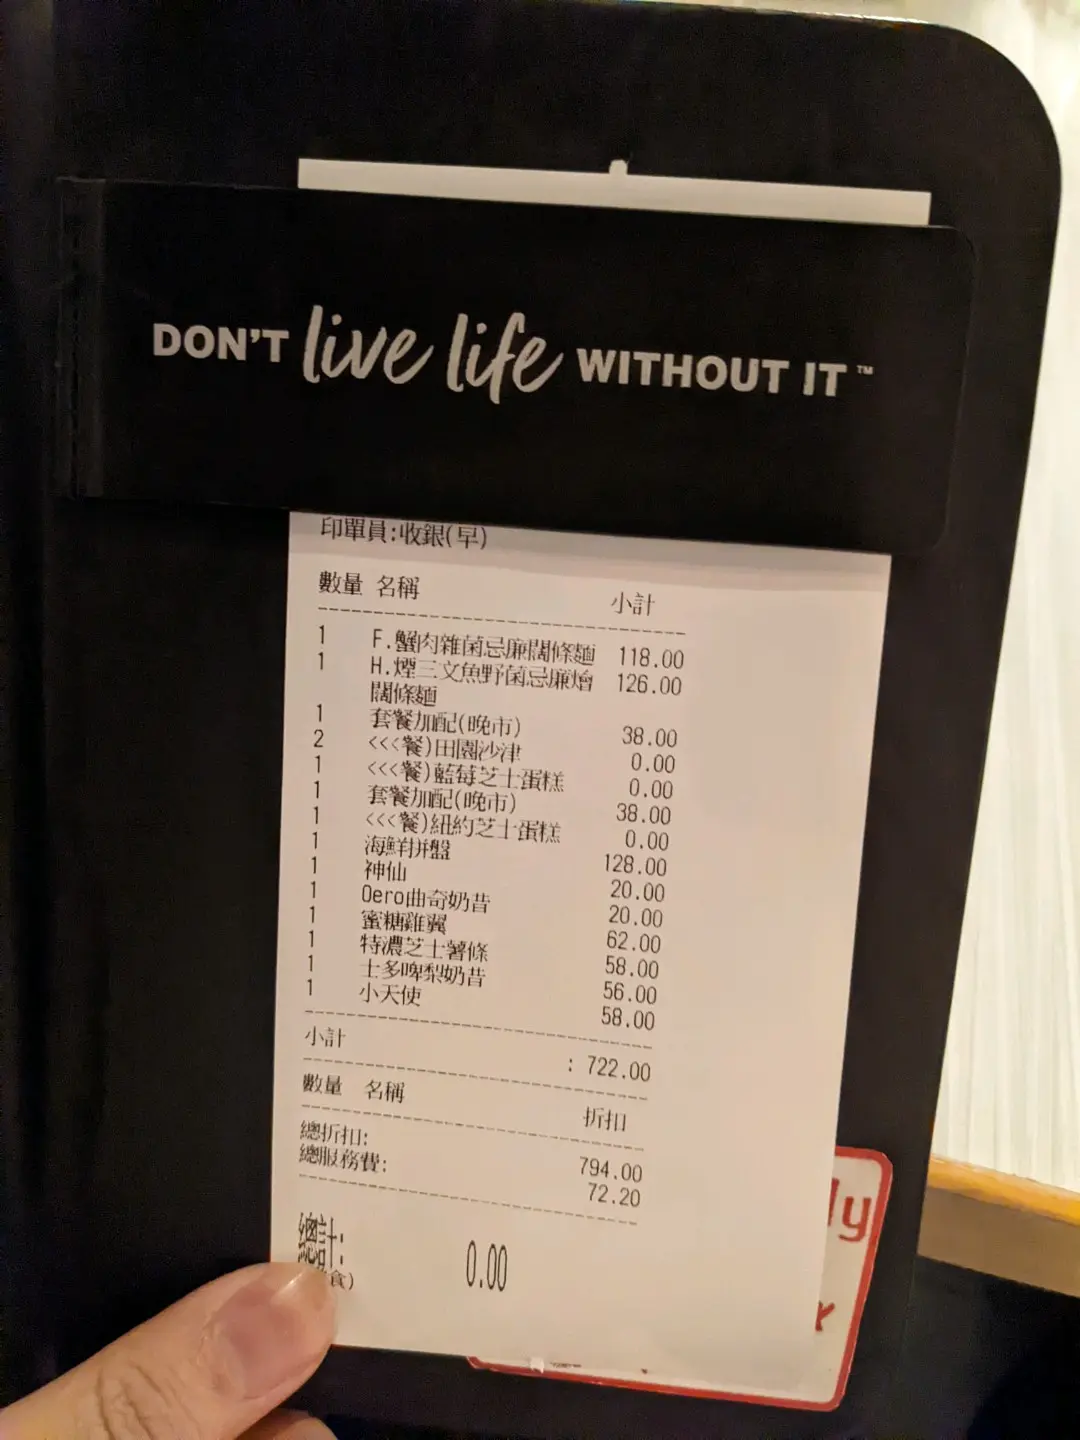 DON'T live life WITHOUT IT™
印單員:收銀(早)
數量 名稱 小計
1 F.蟹肉雜菌忌廉闊條麵 118.00
1 H.煙三文魚野菌忌廉燴 126.00
闊條麵
1 套餐加配(晚市) 38.00
2 <<<餐)田園沙津 0.00
1 <<<餐)藍莓芝士蛋糕 0.00
1 套餐加配(晚市) 38.00
1 <<<餐)紐約芝士蛋糕 0.00
1 海鮮拼盤 128.00
1 神仙 20.00
1 Oero曲奇奶昔 20.00
1 蜜糖雞翼 62.00
1 特濃芝士薯條 58.00
1 士多啤梨奶昔 56.00
1 小天使 58.00
小計 : 722.00
數量 名稱 折扣
總折扣: 794.00
總服務費: 72.20
總計: 0.00
食)
ly